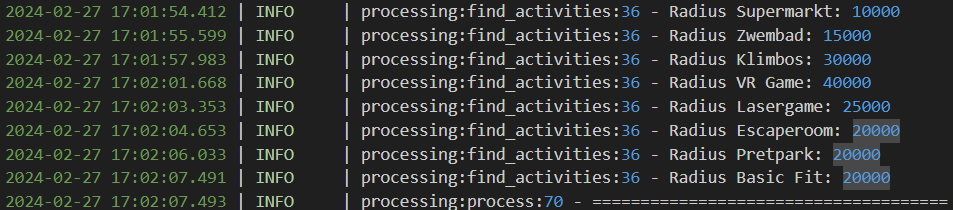 2024-02-27 17:01:54.412 | INFO     | processing:find_activities:36 - Radius Supermarkt: 10000
2024-02-27 17:01:55.599 | INFO     | processing:find_activities:36 - Radius Zwembad: 15000
2024-02-27 17:01:57.983 | INFO     | processing:find_activities:36 - Radius Klimbos: 30000
2024-02-27 17:02:01.668 | INFO     | processing:find_activities:36 - Radius VR Game: 40000
2024-02-27 17:02:03.353 | INFO     | processing:find_activities:36 - Radius Lasergame: 25000
2024-02-27 17:02:04.653 | INFO     | processing:find_activities:36 - Radius Escaperoom: 20000
2024-02-27 17:02:06.033 | INFO     | processing:find_activities:36 - Radius Pretpark: 20000
2024-02-27 17:02:07.491 | INFO     | processing:find_activities:36 - Radius Basic Fit: 20000
2024-02-27 17:02:07.493 | INFO     | processing:process:70 - =====================================